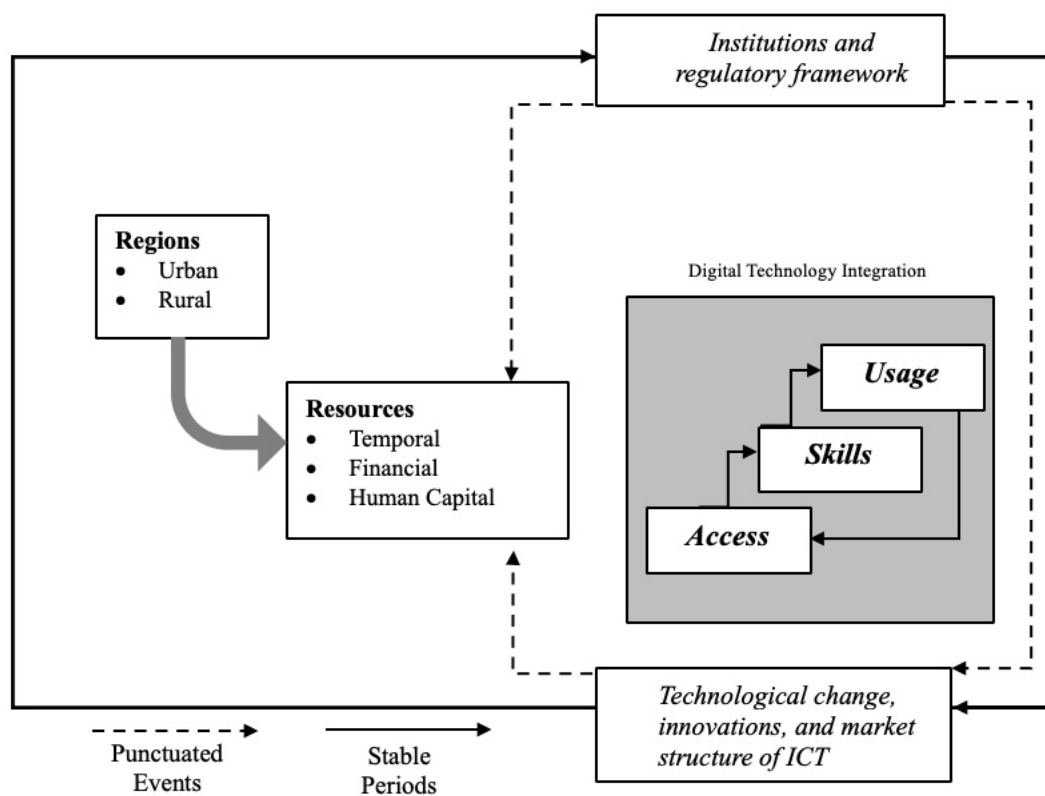 Institutions and
regulatory framework
Regions
• Urban
• Rural
Digital Technology Integration
Usage
Resources
• Temporal
• Financial
• Human Capital
Skills
Access
Technological change,
innovations, and market
structure of ICT
Punctuated
Events
Stable
Periods